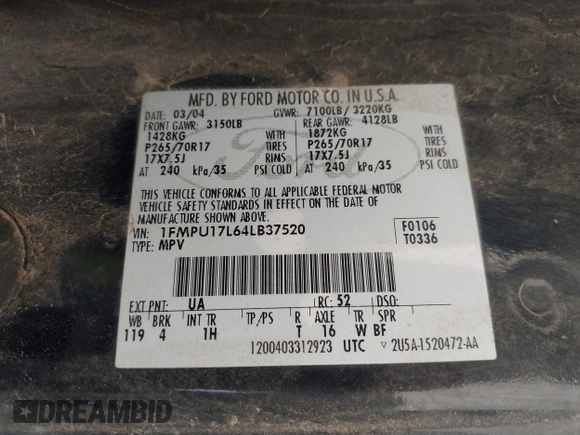 MFD. BY FORD MOTOR CO. IN U.S.A.
DATE: 03/04 GVWR: 7100LB/ 3220KG
FRONT GAWR: 3150LB REAR GAWR: 4128LB
1428KG WITH 1872KG WITH
P265/70R17 TIRES P265/70R17 TIRES
17X7.5J RIMS 17X7.5J RIMS
AT 240 kPa/35 PSI COLD AT 240 kPa/35 PSI COLD
Ford
THIS VEHICLE CONFORMS TO ALL APPLICABLE FEDERAL MOTOR
VEHICLE SAFETY STANDARDS IN EFFECT ON THE DATE OF
MANUFACTURE SHOWN ABOVE.
VIN: 1FMPU17L64LB37520 F0106
TYPE: MPV T0336
EXT PNT: UA RC: 52 DSO:
WB BRK INT TR TP/PS R AXLE TR SPR
119 4 1H T 16 W BF
1200403312923 UTC ▽ 2U5A-1520472-AA
DREAMBID